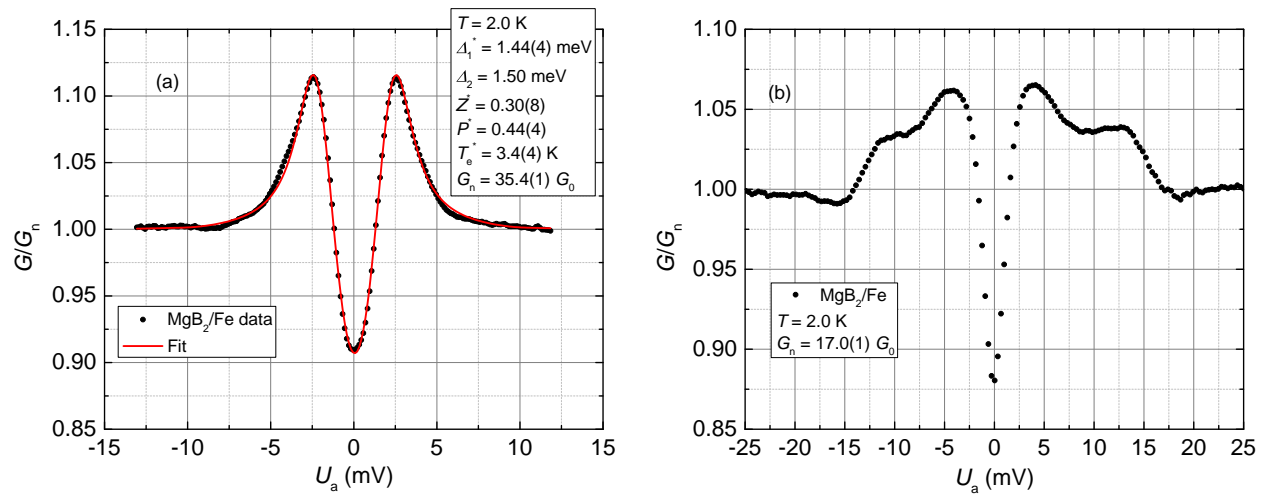 (a)
T = 2.0 K
Δ₁* = 1.44(4) meV
Δ₂ = 1.50 meV
Z* = 0.30(8)
P* = 0.44(4)
Tₑ* = 3.4(4) K
Gₙ = 35.4(1) G₀
MgB₂/Fe data
Fit
1.15
1.10
1.05
1.00
0.95
0.90
0.85
G/Gₙ
-15 -10 -5 0 5 10 15
Uₐ (mV)
(b)
MgB₂/Fe
T = 2.0 K
Gₙ = 17.0(1) G₀
1.10
1.05
1.00
0.95
0.90
0.85
G/Gₙ
-25 -20 -15 -10 -5 0 5 10 15 20 25
Uₐ (mV)